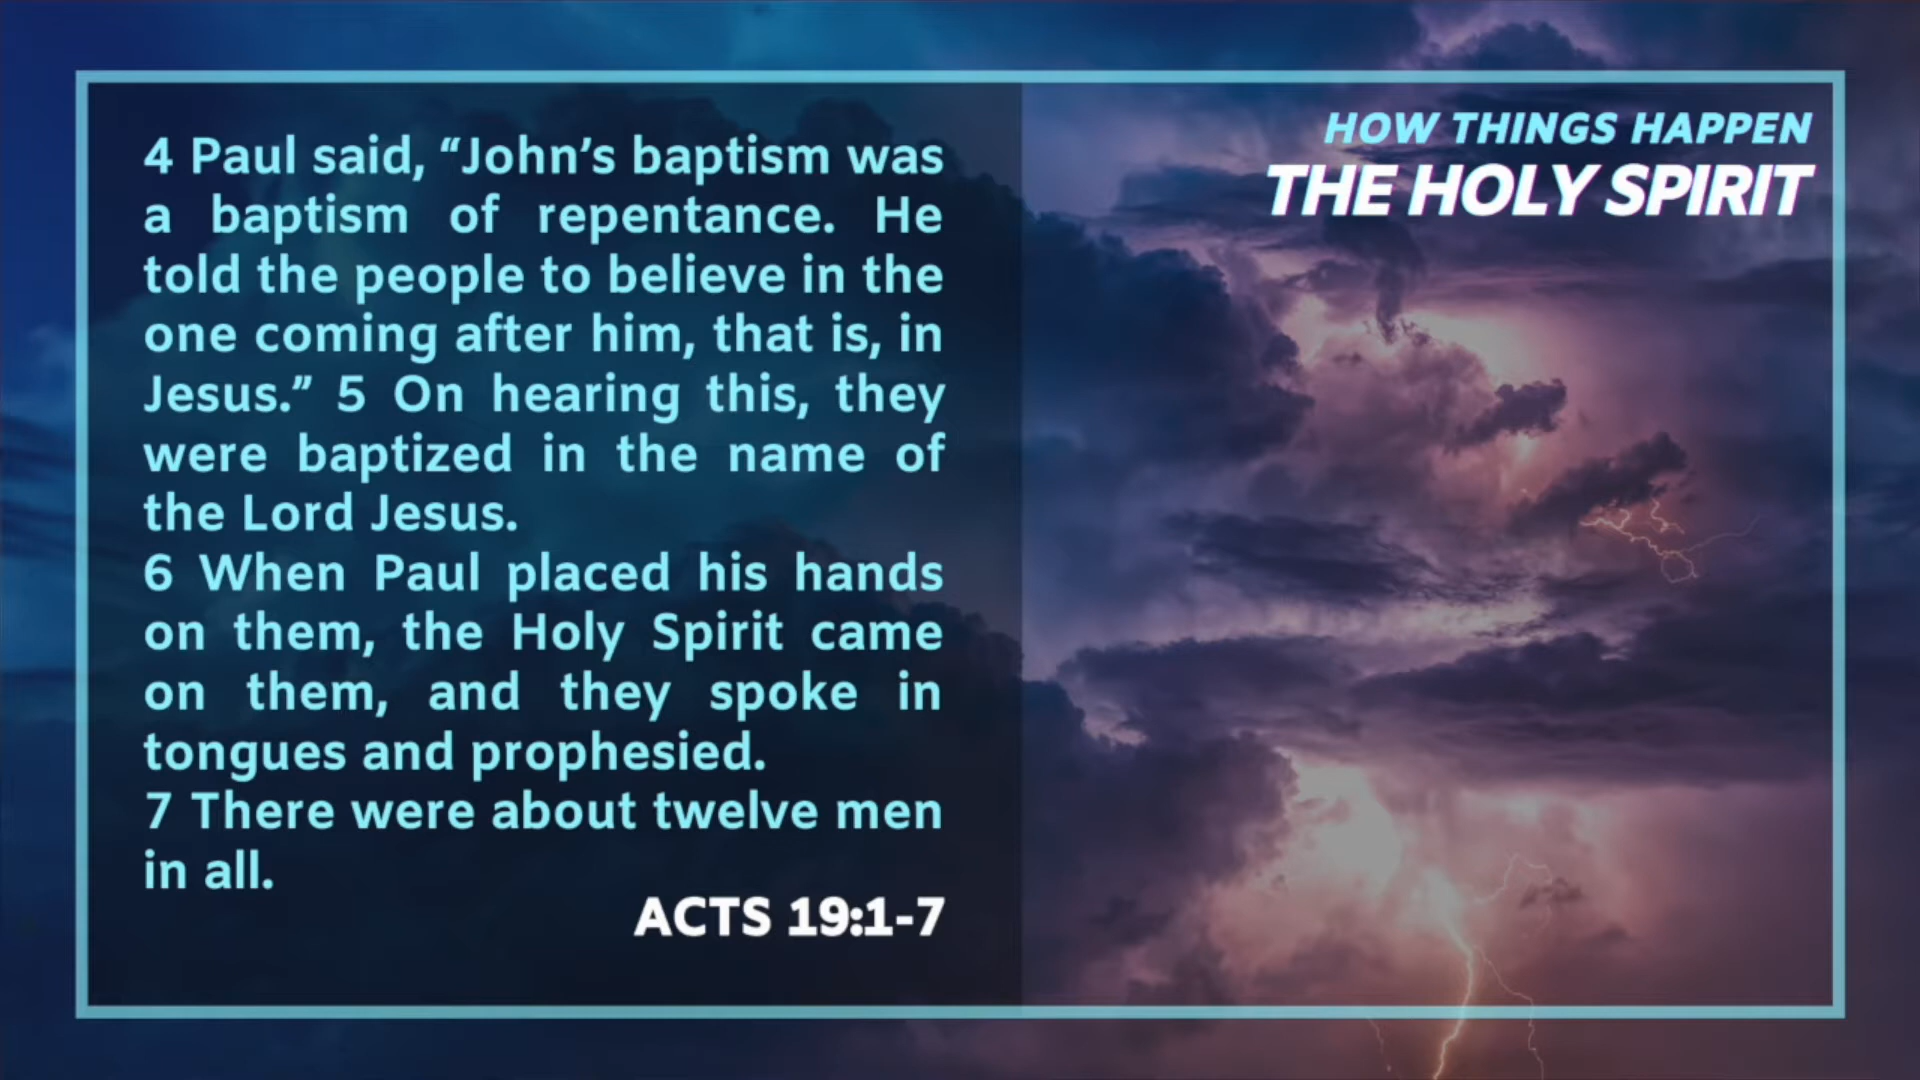 HOW THINGS HAPPEN
THE HOLY SPIRIT
4 Paul said, “John’s baptism was
a baptism of repentance. He
told the people to believe in the
one coming after him, that is, in
Jesus.” 5 On hearing this, they
were baptized in the name of
the Lord Jesus.
6 When Paul placed his hands
on them, the Holy Spirit came
on them, and they spoke in
tongues and prophesied.
7 There were about twelve men
in all.
ACTS 19:1-7